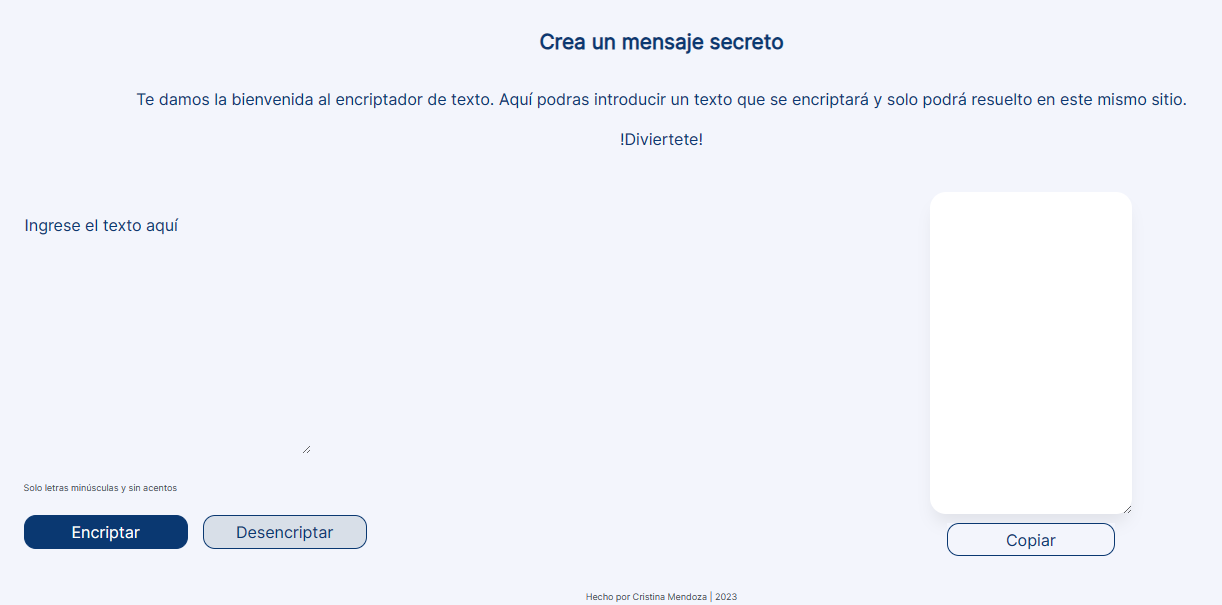 Crea un mensaje secreto
Te damos la bienvenida al encriptador de texto. Aquí podras introducir un texto que se encriptará y solo podrá resuelto en este mismo sitio.
!Diviertete!
Ingrese el texto aquí
Solo letras minúsculas y sin acentos
Encriptar
Desencriptar
Copiar
Hecho por Cristina Mendoza | 2023